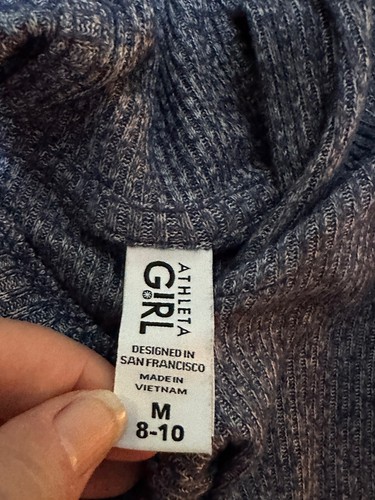 ATHLETA
GIRL
DESIGNED IN
SAN FRANCISCO
MADE IN
VIETNAM
M
8-10